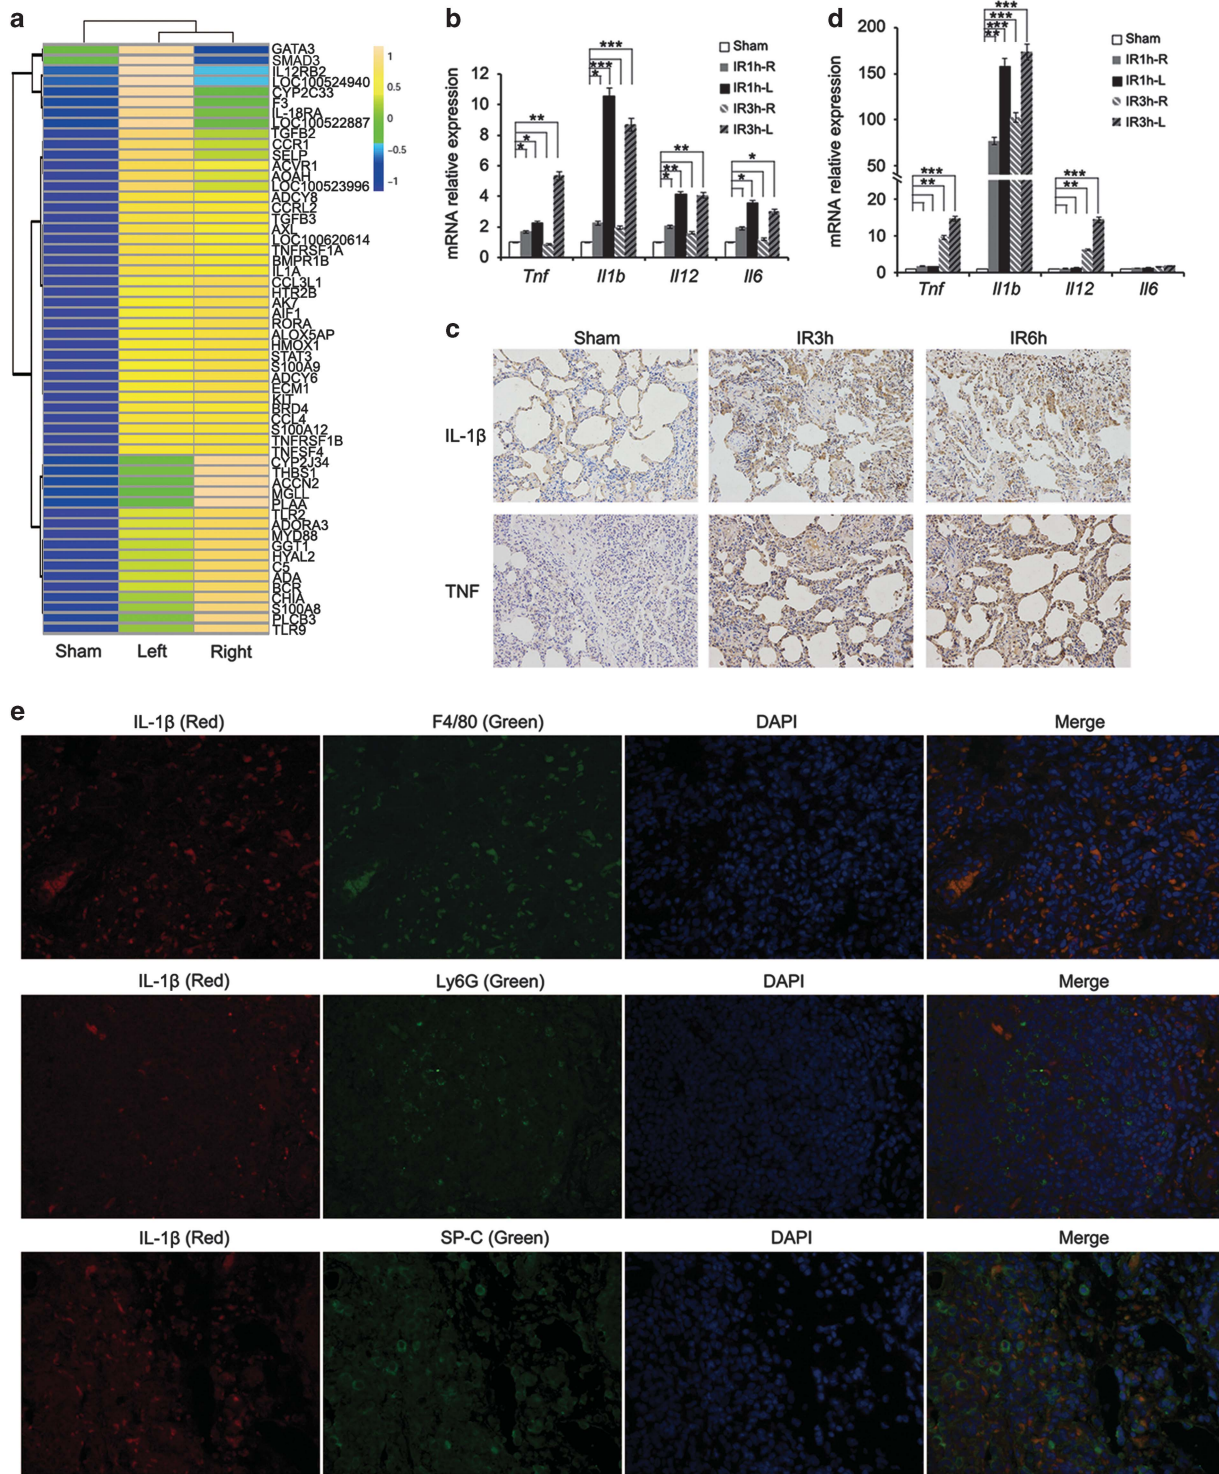 a
GATA3
SMAD3
IL12RB2
LOC100524940
CYP2C33
F3
IL-18RA
LOC100522887
TGFB2
CCR1
SELP
ACVR1
AOAH
LOC100523996
ADCY8
CCRL2
TGFB3
AXL
LOC100620614
TNFRSF1A
BMPR1B
IL1A
CCL3L1
HTR2B
AK7
AIF1
RORA
ALOX5AP
HMOX1
STAT3
S100A9
ADCY6
ECM1
KIT
BRD4
CCL4
S100A12
TNFRSF1B
TNFSF4
CYP2J34
THBS1
ACCN2
MGLL
PLAA
TLR2
ADORA3
MYD88
GGT1
HYAL2
C5
ADA
BCR
CHIA
S100A8
PLCB3
TLR9
1
0.5
0
−0.5
−1
Sham Left Right
b
mRNA relative expression
12
10
8
6
4
2
0
* * **
* *** ***
* ** **
* * *
Sham
IR1h-R
IR1h-L
IR3h-R
IR3h-L
Tnf Il1b Il12 Il6
d
mRNA relative expression
200
150
100
50
20
10
0
** ***
** *** *** ***
** ***
Sham
IR1h-R
IR1h-L
IR3h-R
IR3h-L
Tnf Il1b Il12 Il6
c
Sham IR3h IR6h
IL-1β
TNF
e
IL-1β (Red) F4/80 (Green) DAPI Merge
IL-1β (Red) Ly6G (Green) DAPI Merge
IL-1β (Red) SP-C (Green) DAPI Merge